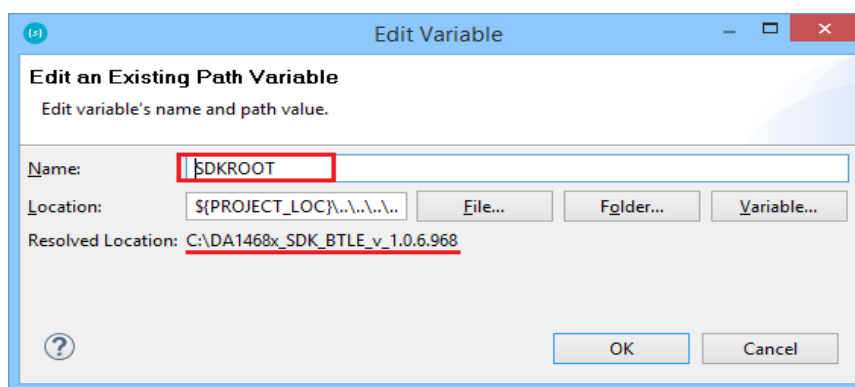 Edit Variable
Edit an Existing Path Variable
Edit variable's name and path value.
Name: SDKROOT
Location: ${PROJECT_LOC}\..\..\..\.. File... Folder... Variable...
Resolved Location: C:\DA1468x_SDK_BTLE_v_1.0.6.968
OK Cancel